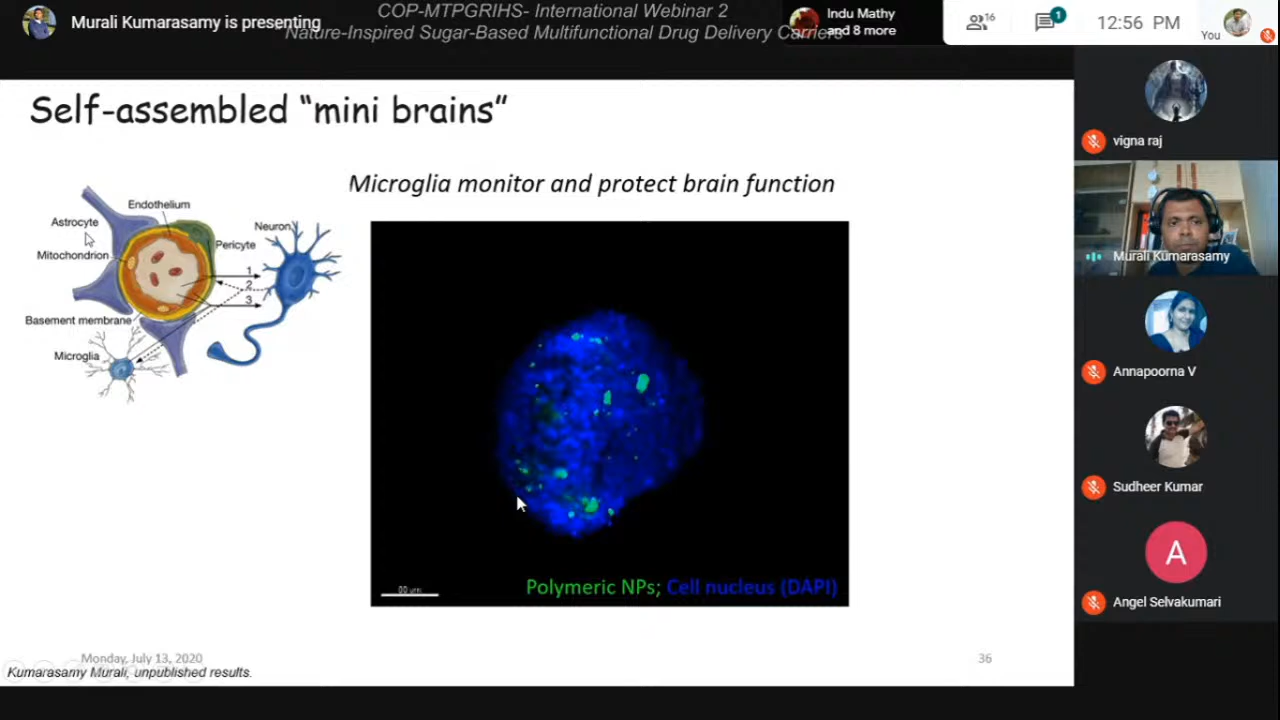 Murali Kumarasamy is presenting
COP-MTPGRIHS- International Webinar 2
Nature-Inspired Sugar-Based Multifunctional Drug Delivery Carriers
Indu Mathy
and 8 more
16
1
12:56 PM
You
Self-assembled “mini brains”
Microglia monitor and protect brain function
Endothelium
Astrocyte
Neuron
Pericyte
Mitochondrion
1
2
3
Basement membrane
Microglia
Polymeric NPs; Cell nucleus (DAPI)
Monday, July 13, 2020
36
Kumarasamy Murali, unpublished results.
vigna raj
Murali Kumarasamy
Annapoorna V
Sudheer Kumar
A
Angel Selvakumari